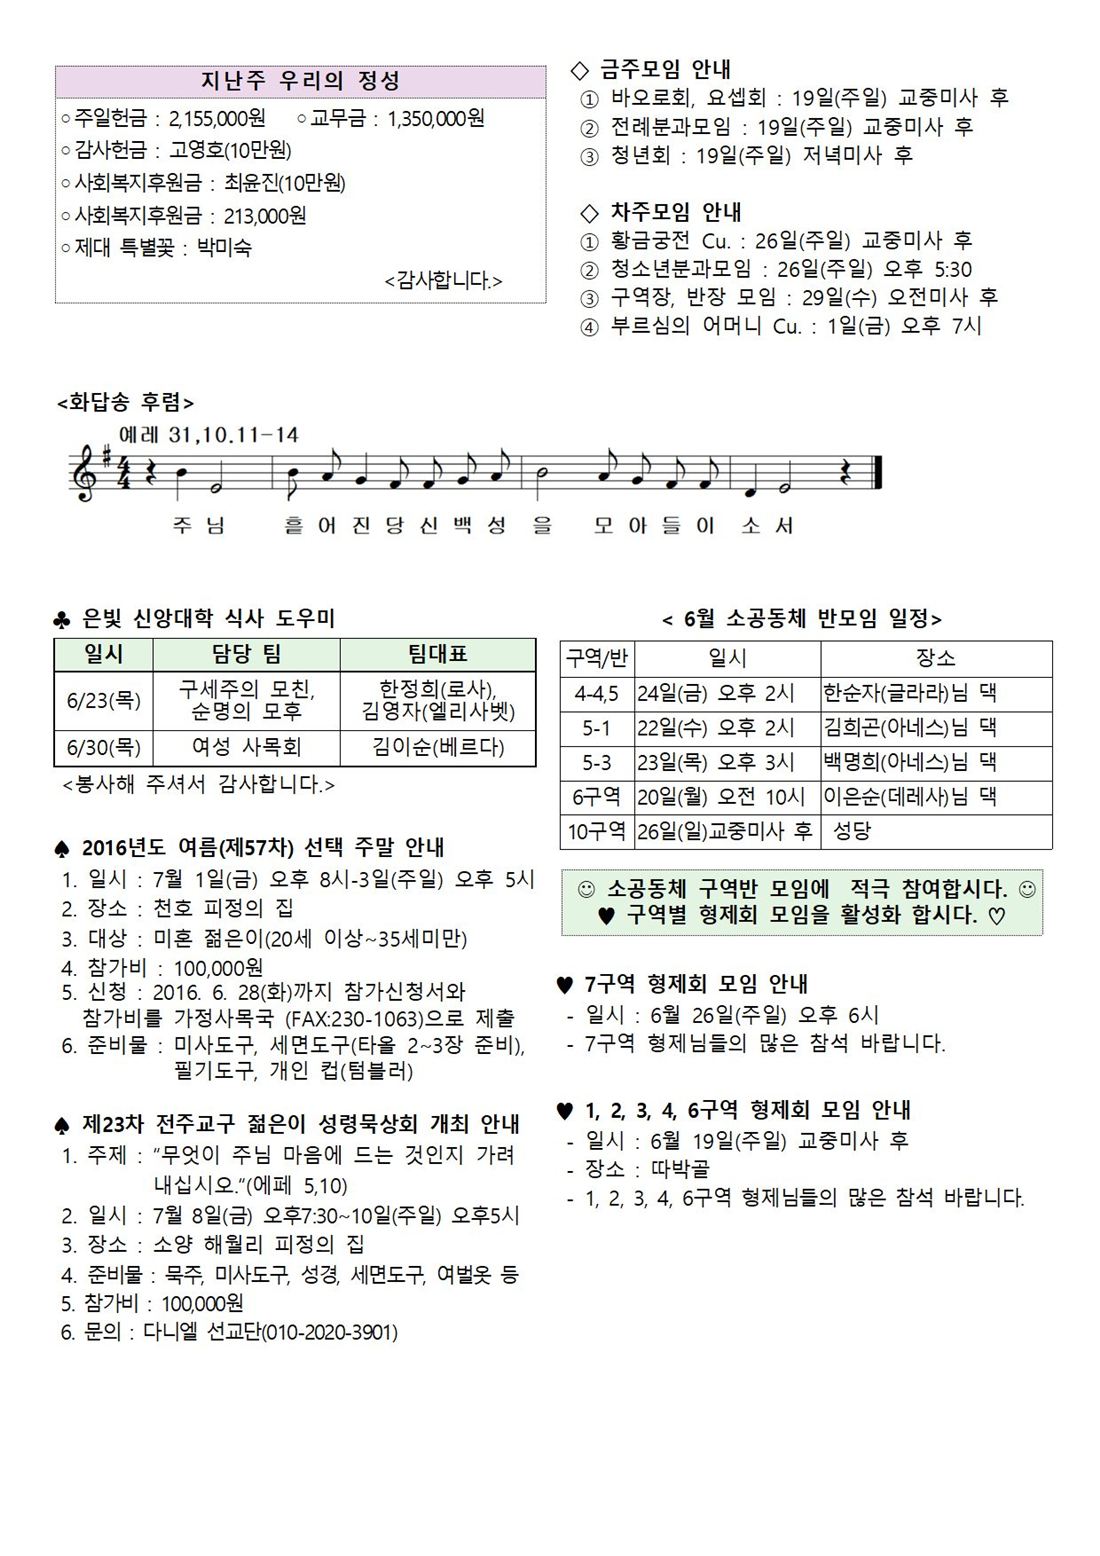 지난주 우리의 정성
○주일헌금 : 2,155,000원 ○교무금 : 1,350,000원
○감사헌금 : 고영호(10만원)
○사회복지후원금 : 최윤진(10만원)
○사회복지후원금 : 213,000원
○제대 특별꽃 : 박미숙
<감사합니다.>
◇ 금주모임 안내
① 바오로회, 요셉회 : 19일(주일) 교중미사 후
② 전례분과모임 : 19일(주일) 교중미사 후
③ 청년회 : 19일(주일) 저녁미사 후
◇ 차주모임 안내
① 황금궁전 Cu. : 26일(주일) 교중미사 후
② 청소년분과모임 : 26일(주일) 오후 5:30
③ 구역장, 반장 모임 : 29일(수) 오전미사 후
④ 부르심의 어머니 Cu. : 1일(금) 오후 7시
<화답송 후렴>
예레 31,10.11-14
4
4
주 님 흩 어 진 당 신 백 성 을 모 아 들 이 소 서
♣ 은빛 신앙대학 식사 도우미
일시 담당 팀 팀대표
6/23(목) 구세주의 모친, 한정희(로사),
순명의 모후 김영자(엘리사벳)
6/30(목) 여성 사목회 김이순(베르다)
<봉사해 주셔서 감사합니다.>
♠ 2016년도 여름(제57차) 선택 주말 안내
1. 일시 : 7월 1일(금) 오후 8시-3일(주일) 오후 5시
2. 장소 : 천호 피정의 집
3. 대상 : 미혼 젊은이(20세 이상~35세미만)
4. 참가비 : 100,000원
5. 신청 : 2016. 6. 28(화)까지 참가신청서와
참가비를 가정사목국 (FAX:230-1063)으로 제출
6. 준비물 : 미사도구, 세면도구(타올 2~3장 준비),
필기도구, 개인 컵(텀블러)
♠ 제23차 전주교구 젊은이 성령묵상회 개최 안내
1. 주제 : "무엇이 주님 마음에 드는 것인지 가려
내십시오."(에페 5,10)
2. 일시 : 7월 8일(금) 오후7:30~10일(주일) 오후5시
3. 장소 : 소양 해월리 피정의 집
4. 준비물 : 묵주, 미사도구, 성경, 세면도구, 여벌옷 등
5. 참가비 : 100,000원
6. 문의 : 다니엘 선교단(010-2020-3901)
< 6월 소공동체 반모임 일정>
구역/반 일시 장소
4-4,5 24일(금) 오후 2시 한순자(글라라)님 댁
5-1 22일(수) 오후 2시 김희곤(아네스)님 댁
5-3 23일(목) 오후 3시 백명희(아네스)님 댁
6구역 20일(월) 오전 10시 이은순(데레사)님 댁
10구역 26일(일)교중미사 후 성당
☺ 소공동체 구역반 모임에 적극 참여합시다. ☺
♥ 구역별 형제회 모임을 활성화 합시다. ♡
♥ 7구역 형제회 모임 안내
- 일시 : 6월 26일(주일) 오후 6시
- 7구역 형제님들의 많은 참석 바랍니다.
♥ 1, 2, 3, 4, 6구역 형제회 모임 안내
- 일시 : 6월 19일(주일) 교중미사 후
- 장소 : 따박골
- 1, 2, 3, 4, 6구역 형제님들의 많은 참석 바랍니다.